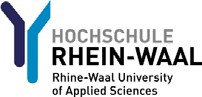 HOCHSCHULE
RHEIN-WAAL
Rhine-Waal University
of Applied Sciences